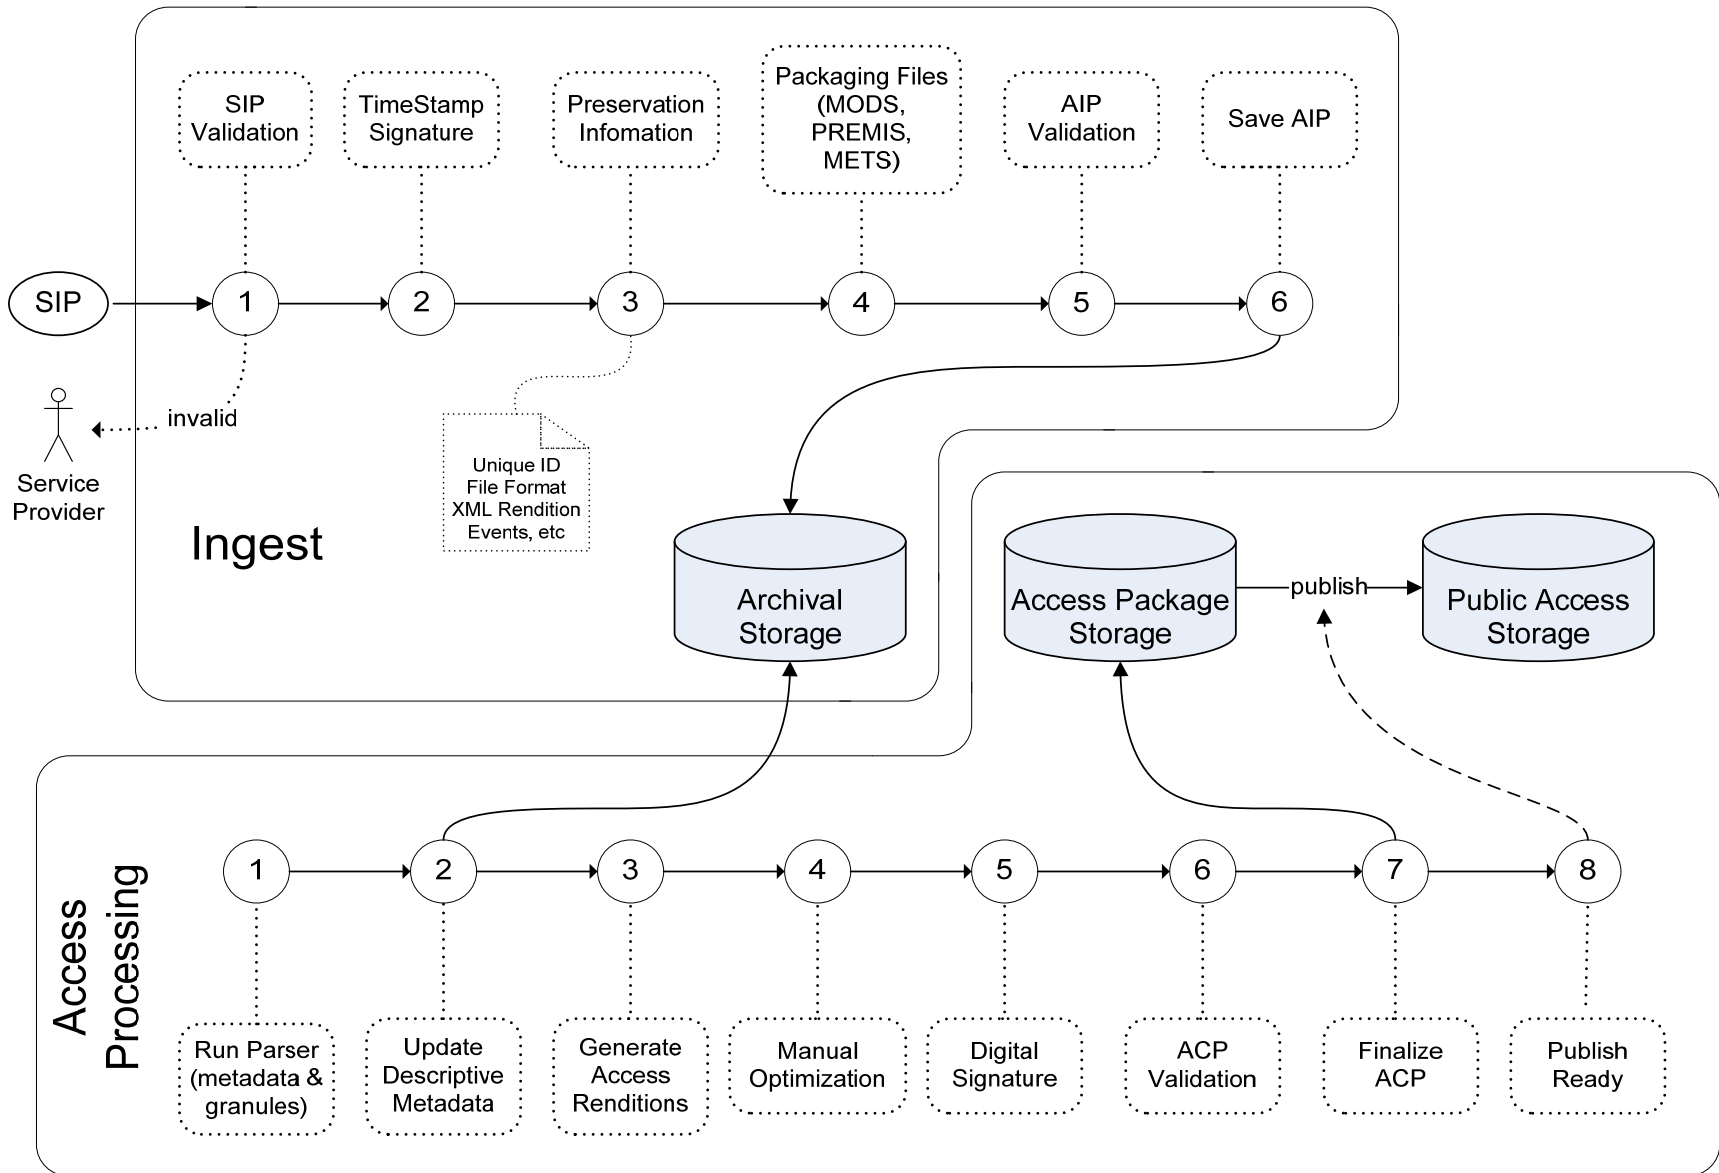 SIP
Validation
TimeStamp
Signature
Preservation
Infomation
Packaging Files
(MODS,
PREMIS,
METS)
AIP
Validation
Save AIP
SIP
1
2
3
4
5
6
invalid
Service
Provider
Unique ID
File Format
XML Rendition
Events, etc
Ingest
Archival
Storage
Access Package
Storage
publish
Public Access
Storage
Access
Processing
1
2
3
4
5
6
7
8
Run Parser
(metadata &
granules)
Update
Descriptive
Metadata
Generate
Access
Renditions
Manual
Optimization
Digital
Signature
ACP
Validation
Finalize
ACP
Publish
Ready